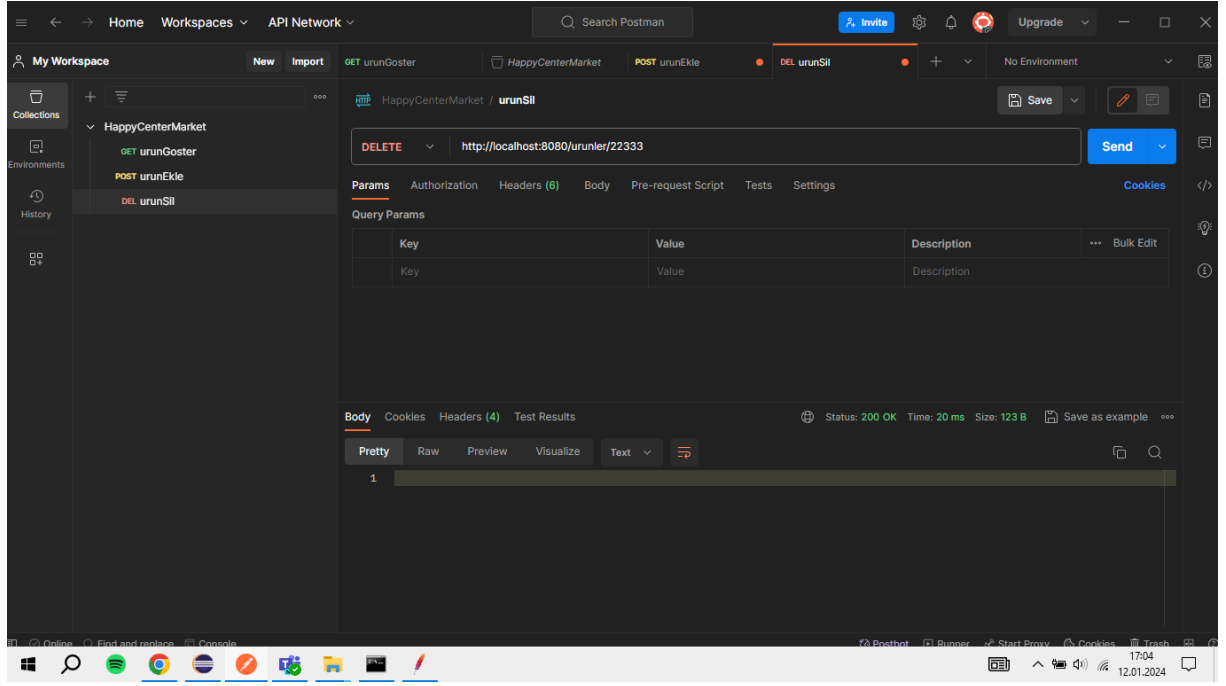 Home Workspaces API Network Search Postman Invite Upgrade
My Workspace New Import GET urunGoster HappyCenterMarket POST urunEkle DEL urunSil No Environment
Collections
Environments
History
HappyCenterMarket
GET urunGoster
POST urunEkle
DEL urunSil
HTTP HappyCenterMarket / urunSil Save
DELETE http://localhost:8080/urunler/22333 Send
Params Authorization Headers (6) Body Pre-request Script Tests Settings Cookies
Query Params
Key Value Description Bulk Edit
Key Value Description
Body Cookies Headers (4) Test Results Status: 200 OK Time: 20 ms Size: 123 B Save as example
Pretty Raw Preview Visualize Text
1
Online Find and replace Console Postbot Runner Start Proxy Cookies Trash
17:04
12.01.2024